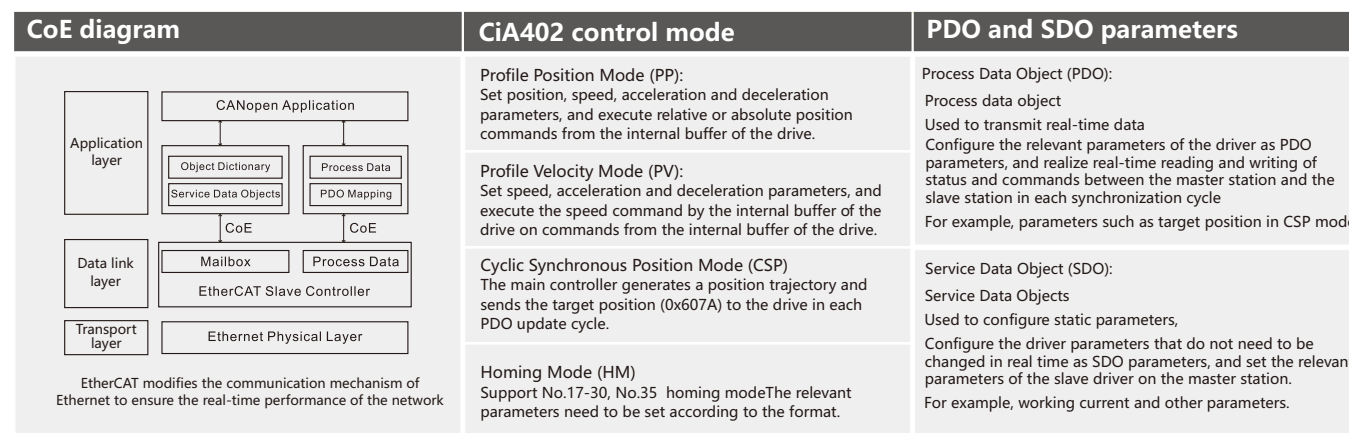 CoE diagram
CiA402 control mode
PDO and SDO parameters
Application
layer
CANopen Application
Object Dictionary
Service Data Objects
Process Data
PDO Mapping
CoE
CoE
Data link
layer
Mailbox
Process Data
EtherCAT Slave Controller
Transport
layer
Ethernet Physical Layer
EtherCAT modifies the communication mechanism of
Ethernet to ensure the real-time performance of the network
Profile Position Mode (PP):
Set position, speed, acceleration and deceleration
parameters, and execute relative or absolute position
commands from the internal buffer of the drive.
Profile Velocity Mode (PV):
Set speed, acceleration and deceleration parameters, and
execute the speed command by the internal buffer of the
drive on commands from the internal buffer of the drive.
Cyclic Synchronous Position Mode (CSP)
The main controller generates a position trajectory and
sends the target position (0x607A) to the drive in each
PDO update cycle.
Homing Mode (HM)
Support No.17-30, No.35 homing modeThe relevant
parameters need to be set according to the format.
Process Data Object (PDO):
Process data object
Used to transmit real-time data
Configure the relevant parameters of the driver as PDO
parameters, and realize real-time reading and writing of
status and commands between the master station and the
slave station in each synchronization cycle
For example, parameters such as target position in CSP mod
Service Data Object (SDO):
Service Data Objects
Used to configure static parameters,
Configure the driver parameters that do not need to be
changed in real time as SDO parameters, and set the relevan
parameters of the slave driver on the master station.
For example, working current and other parameters.